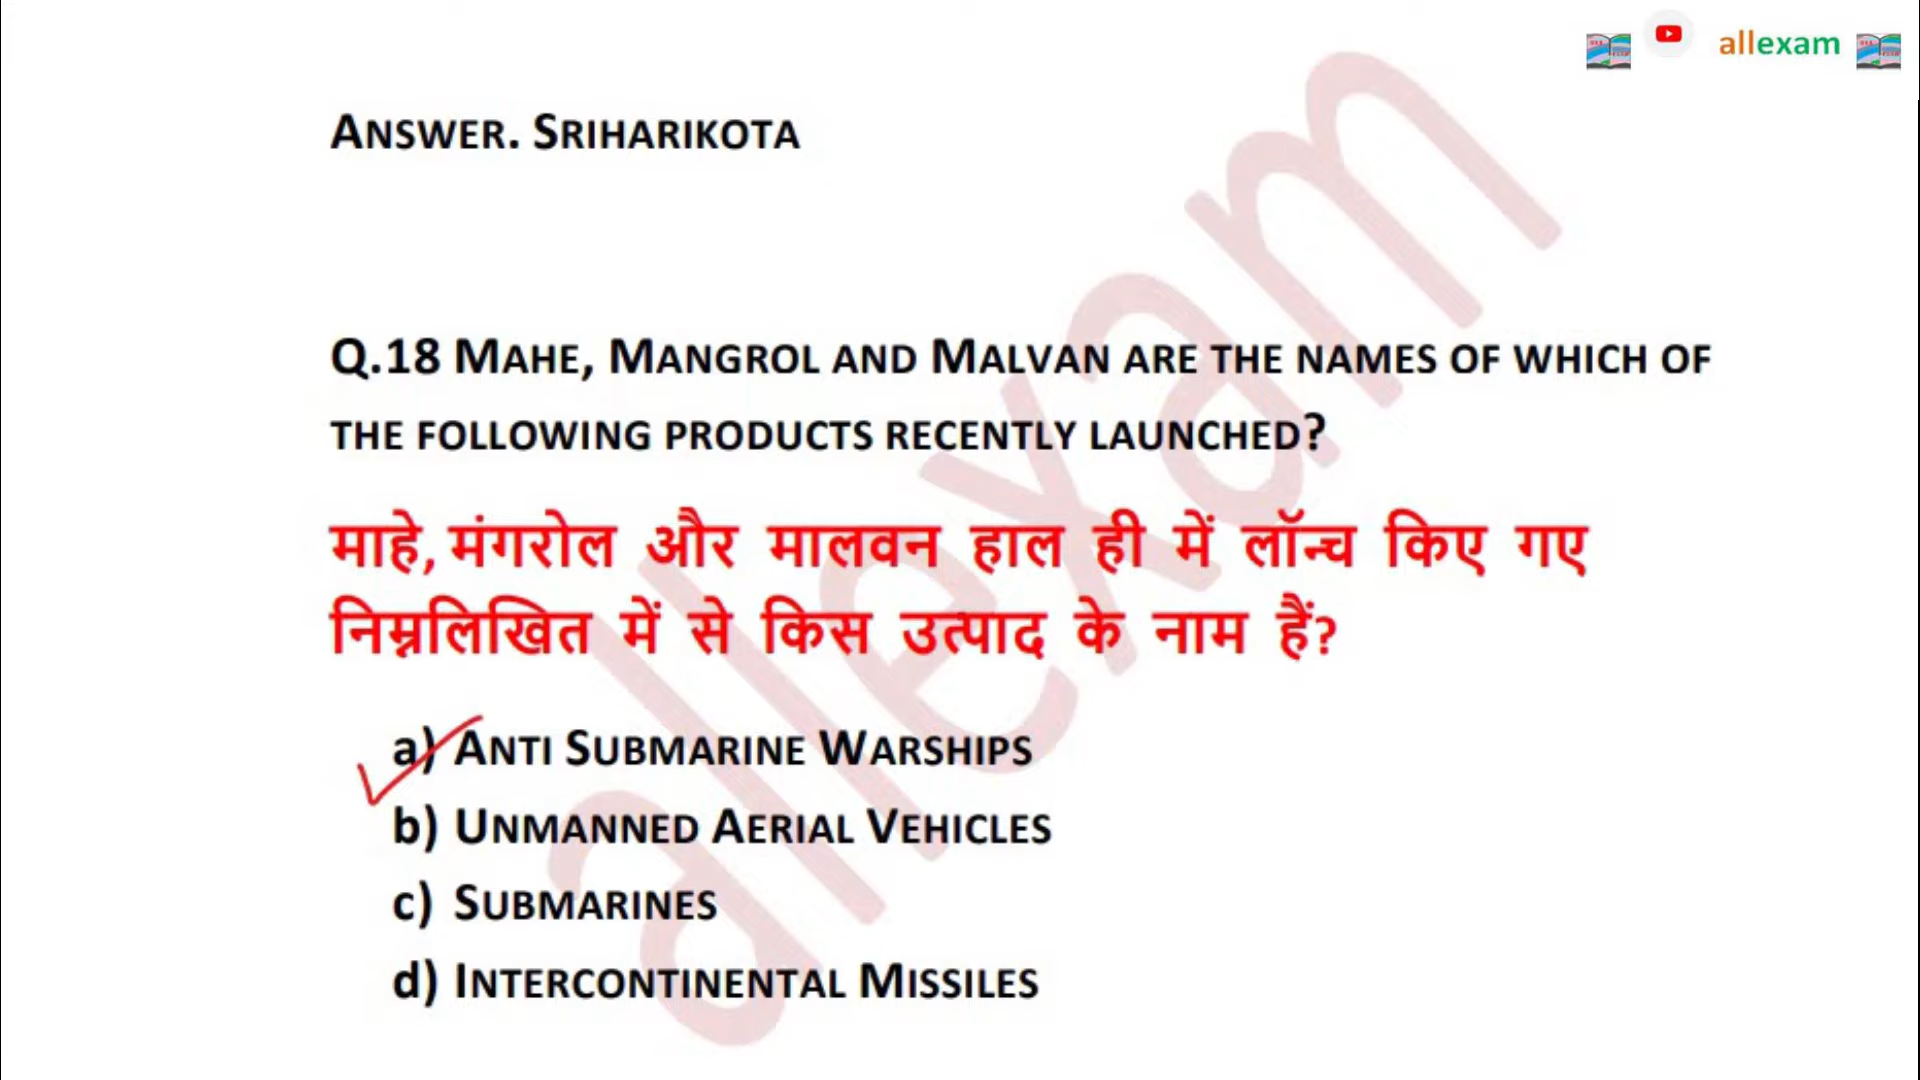 allexam
ANSWER. SRIHARIKOTA
Q.18 MAHE, MANGROL AND MALVAN ARE THE NAMES OF WHICH OF
THE FOLLOWING PRODUCTS RECENTLY LAUNCHED?
माहे, मंगरोल और मालवन हाल ही में लॉन्च किए गए
निम्नलिखित में से किस उत्पाद के नाम हैं?
a) ANTI SUBMARINE WARSHIPS
b) UNMANNED AERIAL VEHICLES
c) SUBMARINES
d) INTERCONTINENTAL MISSILES
allexam